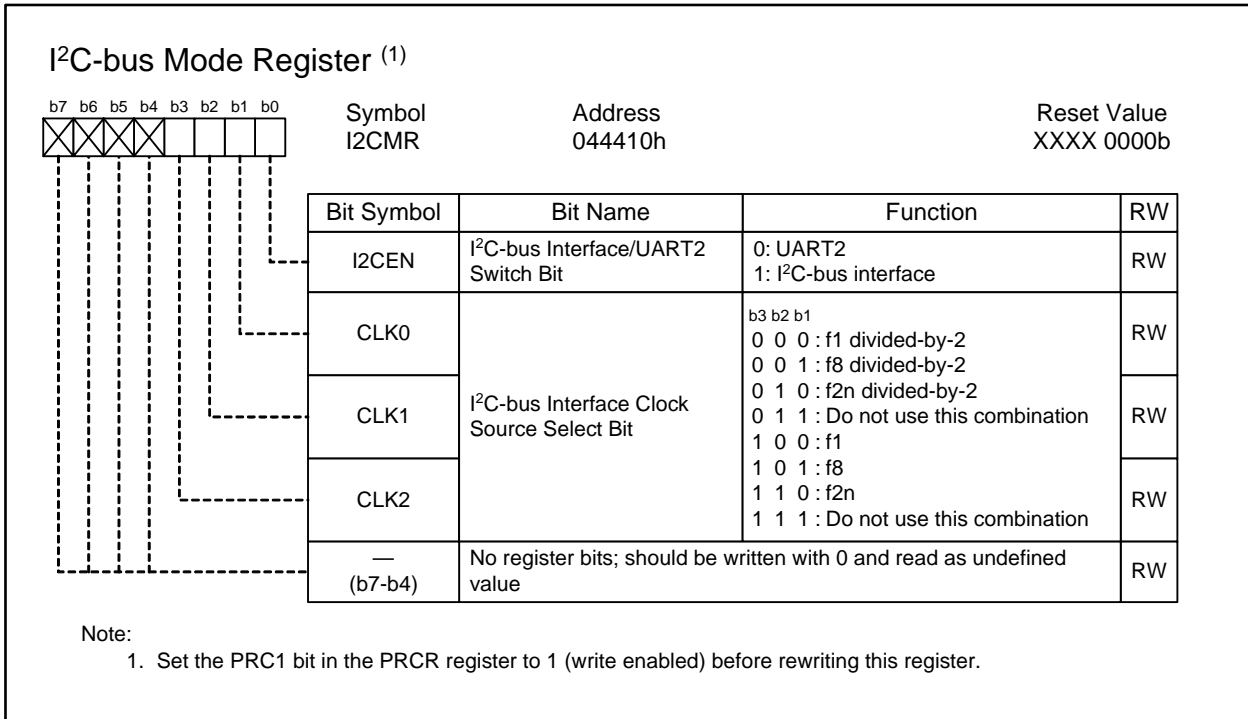 I²C-bus Mode Register (1)
b7 b6 b5 b4 b3 b2 b1 b0
Symbol Address Reset Value
I2CMR 044410h XXXX 0000b
Bit Symbol Bit Name Function RW
I2CEN I²C-bus Interface/UART2 Switch Bit 0: UART2 RW
1: I²C-bus interface
CLK0 RW
CLK1 RW
CLK2 RW
I²C-bus Interface Clock
Source Select Bit
b3 b2 b1
0 0 0 : f1 divided-by-2
0 0 1 : f8 divided-by-2
0 1 0 : f2n divided-by-2
0 1 1 : Do not use this combination
1 0 0 : f1
1 0 1 : f8
1 1 0 : f2n
1 1 1 : Do not use this combination
—
(b7-b4)
No register bits; should be written with 0 and read as undefined
value
RW
Note:
1. Set the PRC1 bit in the PRCR register to 1 (write enabled) before rewriting this register.